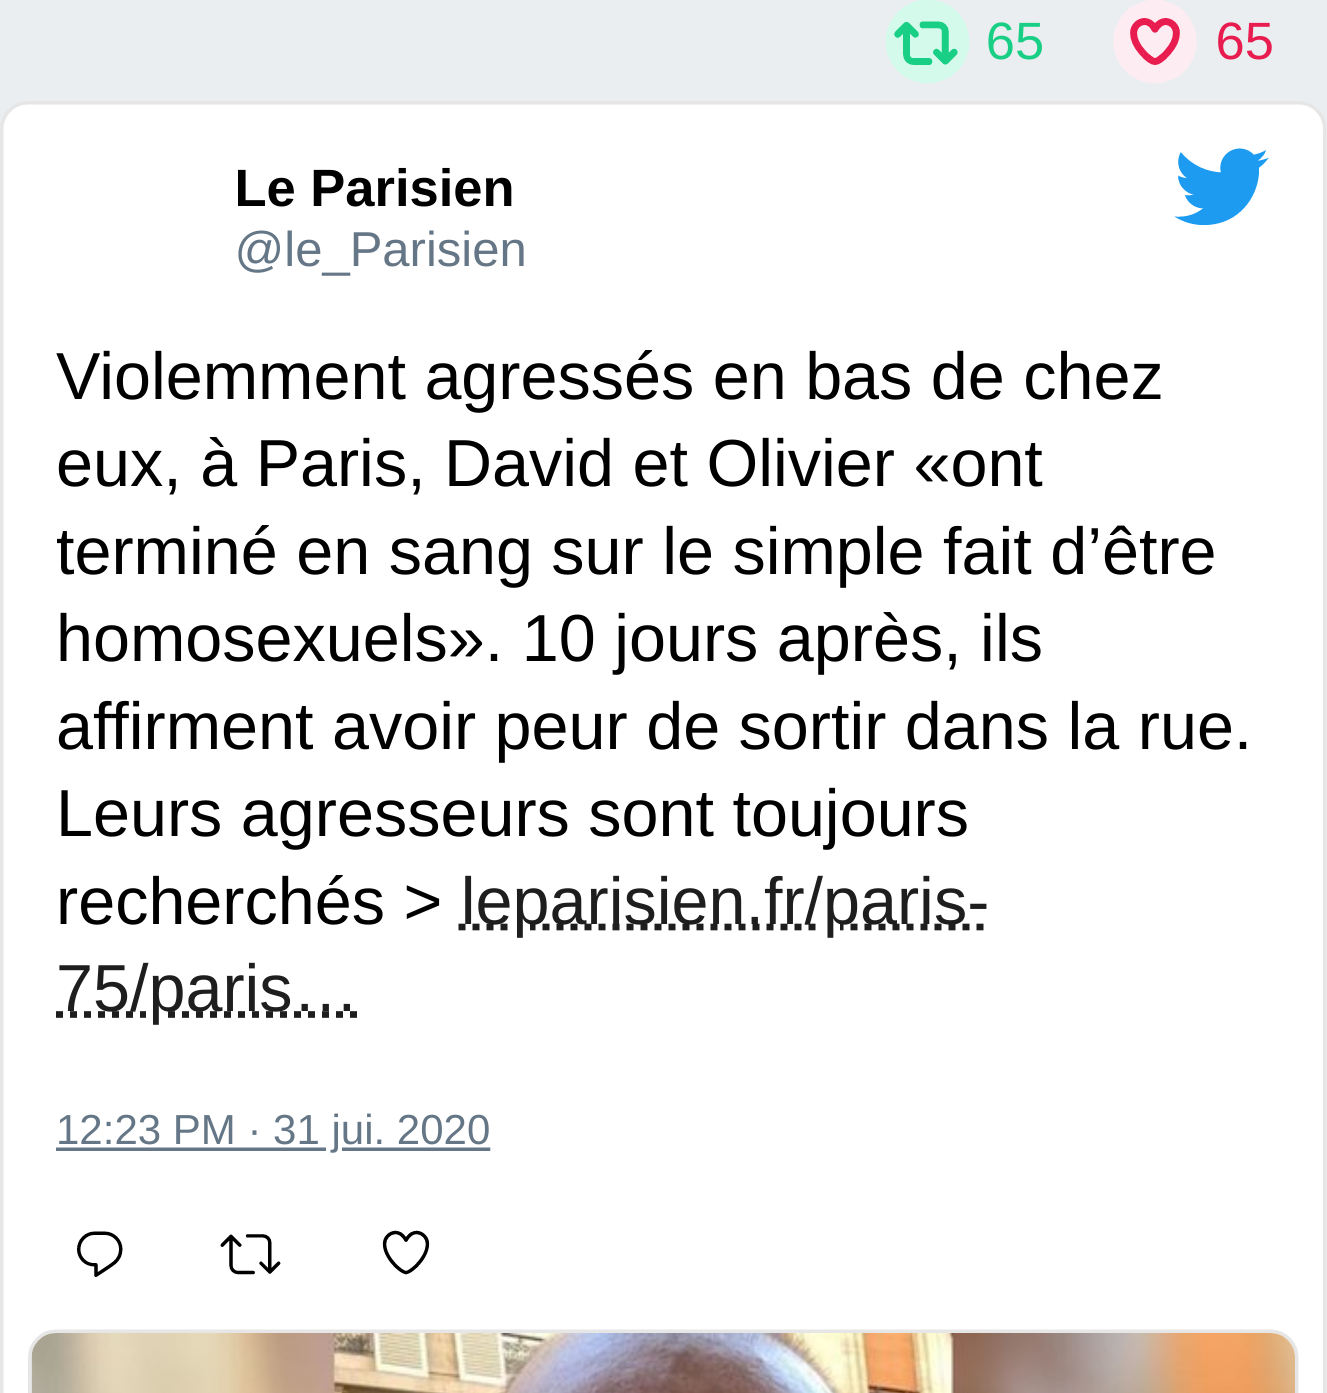 65 65
Le Parisien
@le_Parisien
Violemment agressés en bas de chez
eux, à Paris, David et Olivier «ont
terminé en sang sur le simple fait d’être
homosexuels». 10 jours après, ils
affirment avoir peur de sortir dans la rue.
Leurs agresseurs sont toujours
recherchés > leparisien.fr/paris-
75/paris…
12:23 PM · 31 jui. 2020